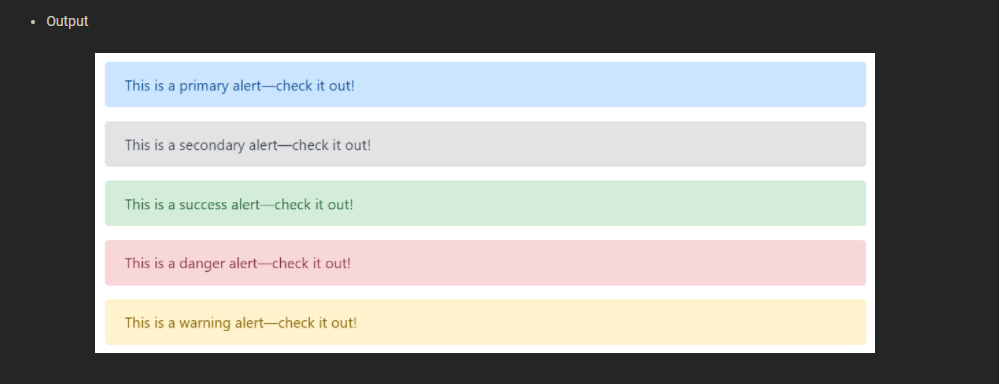 Output
This is a primary alert—check it out!
This is a secondary alert—check it out!
This is a success alert—check it out!
This is a danger alert—check it out!
This is a warning alert—check it out!